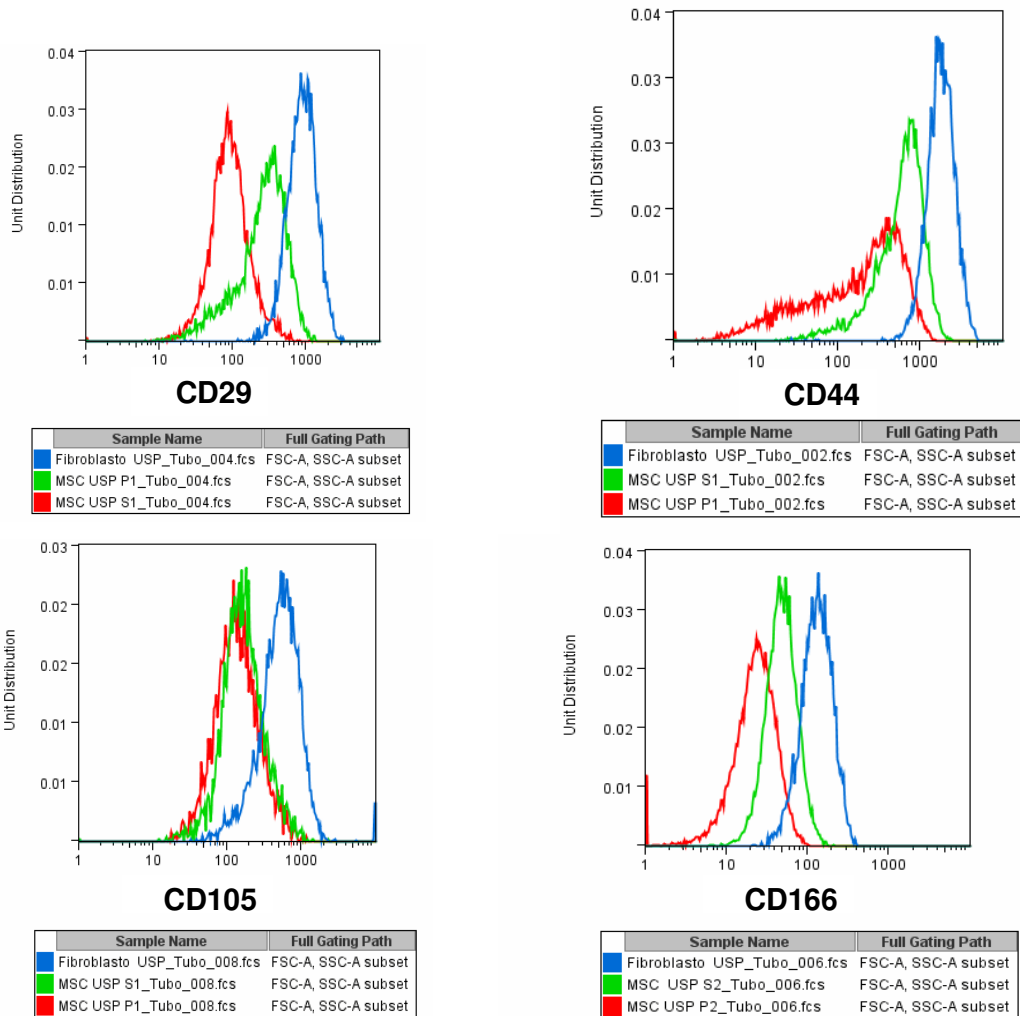 0.04
0.03
0.02
0.01
0.01
Unit Distribution
1 10 100 1000
CD29
Sample Name Full Gating Path
Fibroblasto USP_Tubo_004.fcs FSC-A, SSC-A subset
MSC USP P1_Tubo_004.fcs FSC-A, SSC-A subset
MSC USP S1_Tubo_004.fcs FSC-A, SSC-A subset
0.04
0.03
0.03
0.02
0.01
Unit Distribution
1 10 100 1000
CD44
Sample Name Full Gating Path
Fibroblasto USP_Tubo_002.fcs FSC-A, SSC-A subset
MSC USP S1_Tubo_002.fcs FSC-A, SSC-A subset
MSC USP P1_Tubo_002.fcs FSC-A, SSC-A subset
0.03
0.02
0.02
0.01
0.01
Unit Distribution
1 10 100 1000
CD105
Sample Name Full Gating Path
Fibroblasto USP_Tubo_008.fcs FSC-A, SSC-A subset
MSC USP S1_Tubo_008.fcs FSC-A, SSC-A subset
MSC USP P1_Tubo_008.fcs FSC-A, SSC-A subset
0.04
0.03
0.02
0.02
0.01
Unit Distribution
1 10 100 1000
CD166
Sample Name Full Gating Path
Fibroblasto USP_Tubo_006.fcs FSC-A, SSC-A subset
MSC USP S2_Tubo_006.fcs FSC-A, SSC-A subset
MSC USP P2_Tubo_006.fcs FSC-A, SSC-A subset